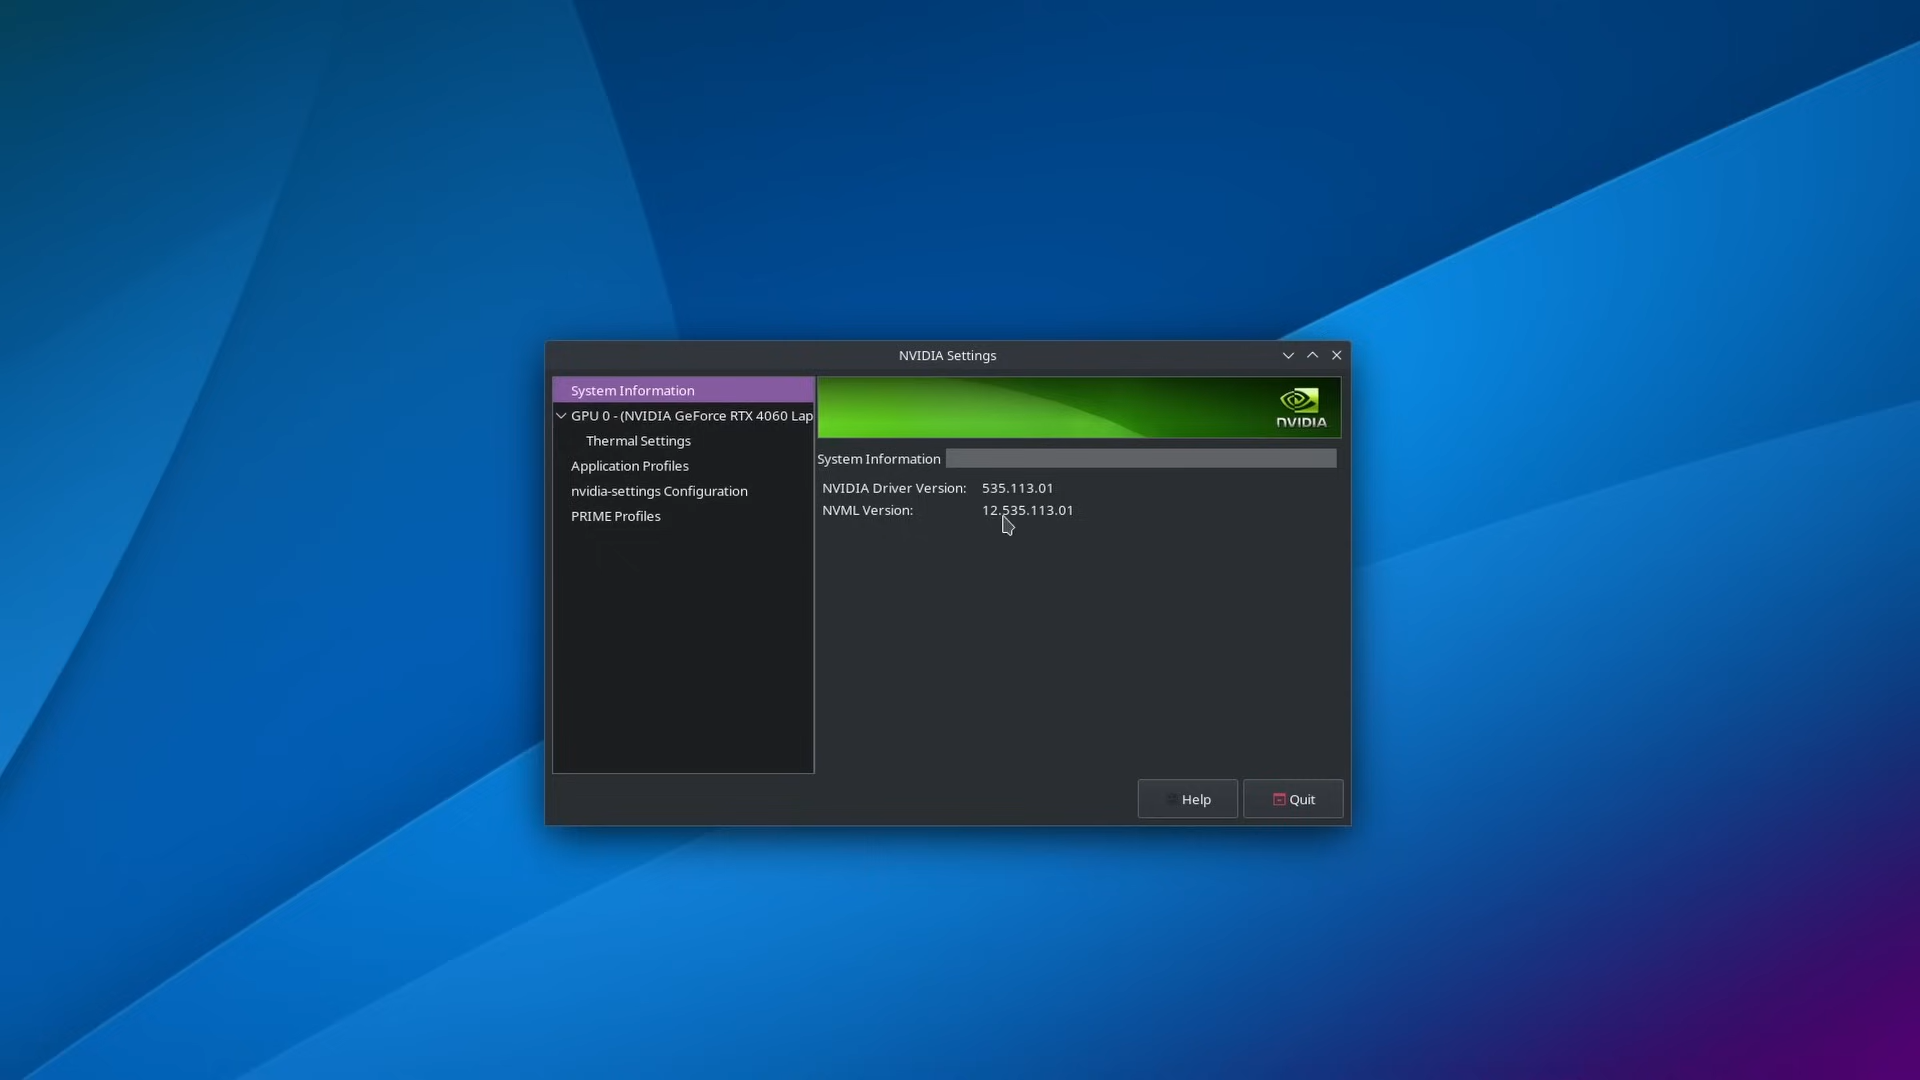 NVIDIA Settings
System Information
GPU 0 - (NVIDIA GeForce RTX 4060 Lap
Thermal Settings
Application Profiles
nvidia-settings Configuration
PRIME Profiles
NVIDIA
System Information
NVIDIA Driver Version: 535.113.01
NVML Version: 12.535.113.01
Help
Quit